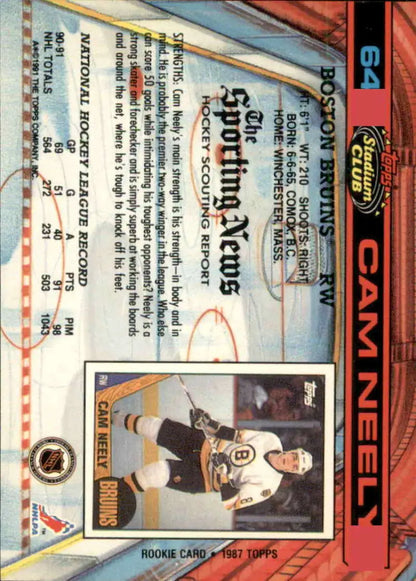 64
Topps
Stadium
CLUB
CAM NEELY
BOSTON BRUINS RW
HT: 6'1" WT: 210 SHOOTS: RIGHT
BORN: 6-6-65, COMOX, B.C.
HOME: WINCHESTER, MASS.
The
Sporting News
HOCKEY SCOUTING REPORT
STRENGTHS: Cam Neely's main strength is his strength—in body and in
mind. He is probably the premier two-way winger in the league. Who else
can score 50 goals while intimidating his toughest opponents? Neely is a
strong skater and forechecker and is simply superb at working the boards
and around the net, where he's tough to knock off his feet.
NATIONAL HOCKEY LEAGUE RECORD
GP G A PTS PIM
90-91 69 51 40 91 98
NHL TOTALS 564 272 231 503 1043
A®©1991 THE TOPPS COMPANY, INC.
Topps
B
8
RW
CAM NEELY
BRUINS
ROOKIE CARD • 1987 TOPPS
NHL
NHLPA